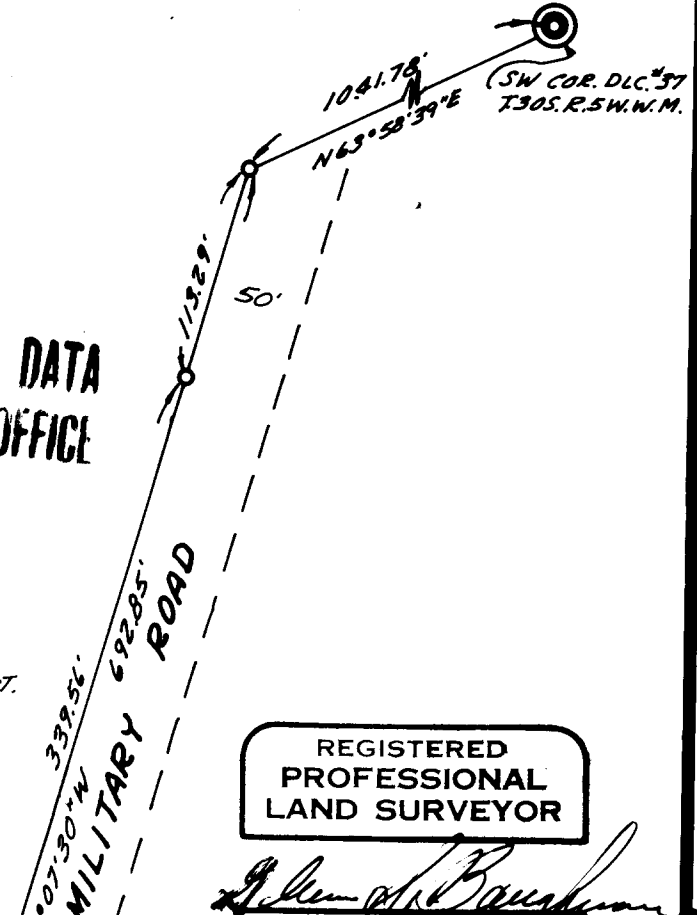 1041.78'
N 63° 58' 39" E
(SW COR. DLC. #37
T.30S. R.5W. W.M.
113.29'
50'
DATA
OFFICE
692.85'
339.56'
T.
°07'30"W
MILITARY ROAD
REGISTERED
PROFESSIONAL
LAND SURVEYOR